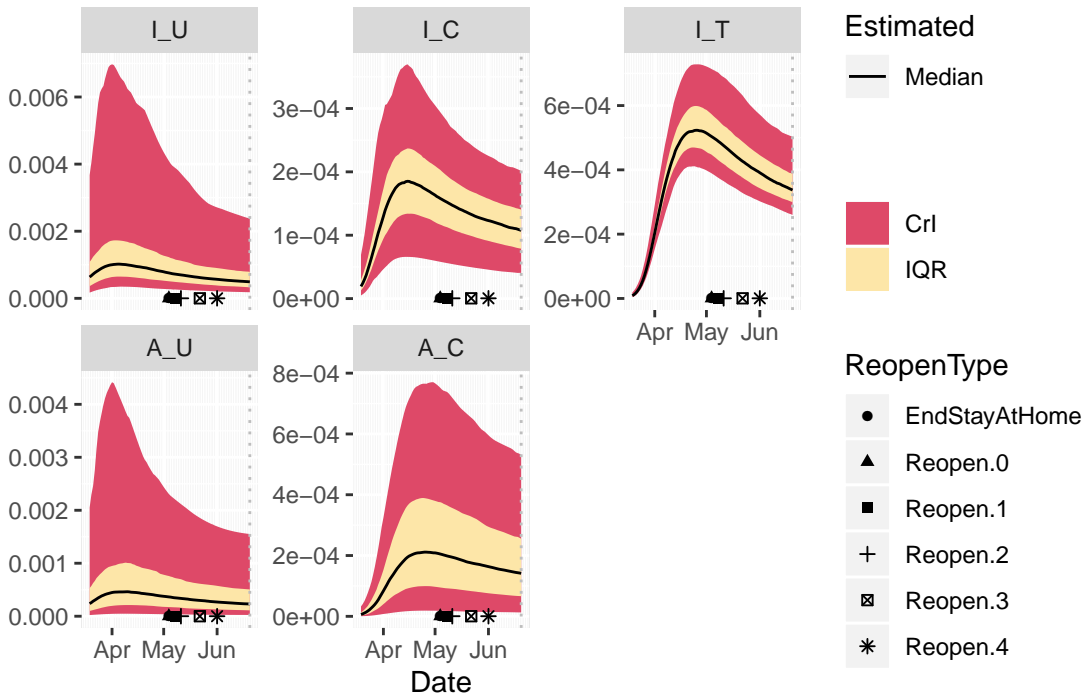 I_U
I_C
I_T
0.006
0.004
0.002
0.000
3e−04
2e−04
1e−04
0e+00
6e−04
4e−04
2e−04
0e+00
Apr May Jun
A_U
A_C
0.004
0.003
0.002
0.001
0.000
8e−04
6e−04
4e−04
2e−04
0e+00
Apr May Jun
Apr May Jun
Date
Estimated
Median
CrI
IQR
ReopenType
EndStayAtHome
Reopen.0
Reopen.1
Reopen.2
Reopen.3
Reopen.4